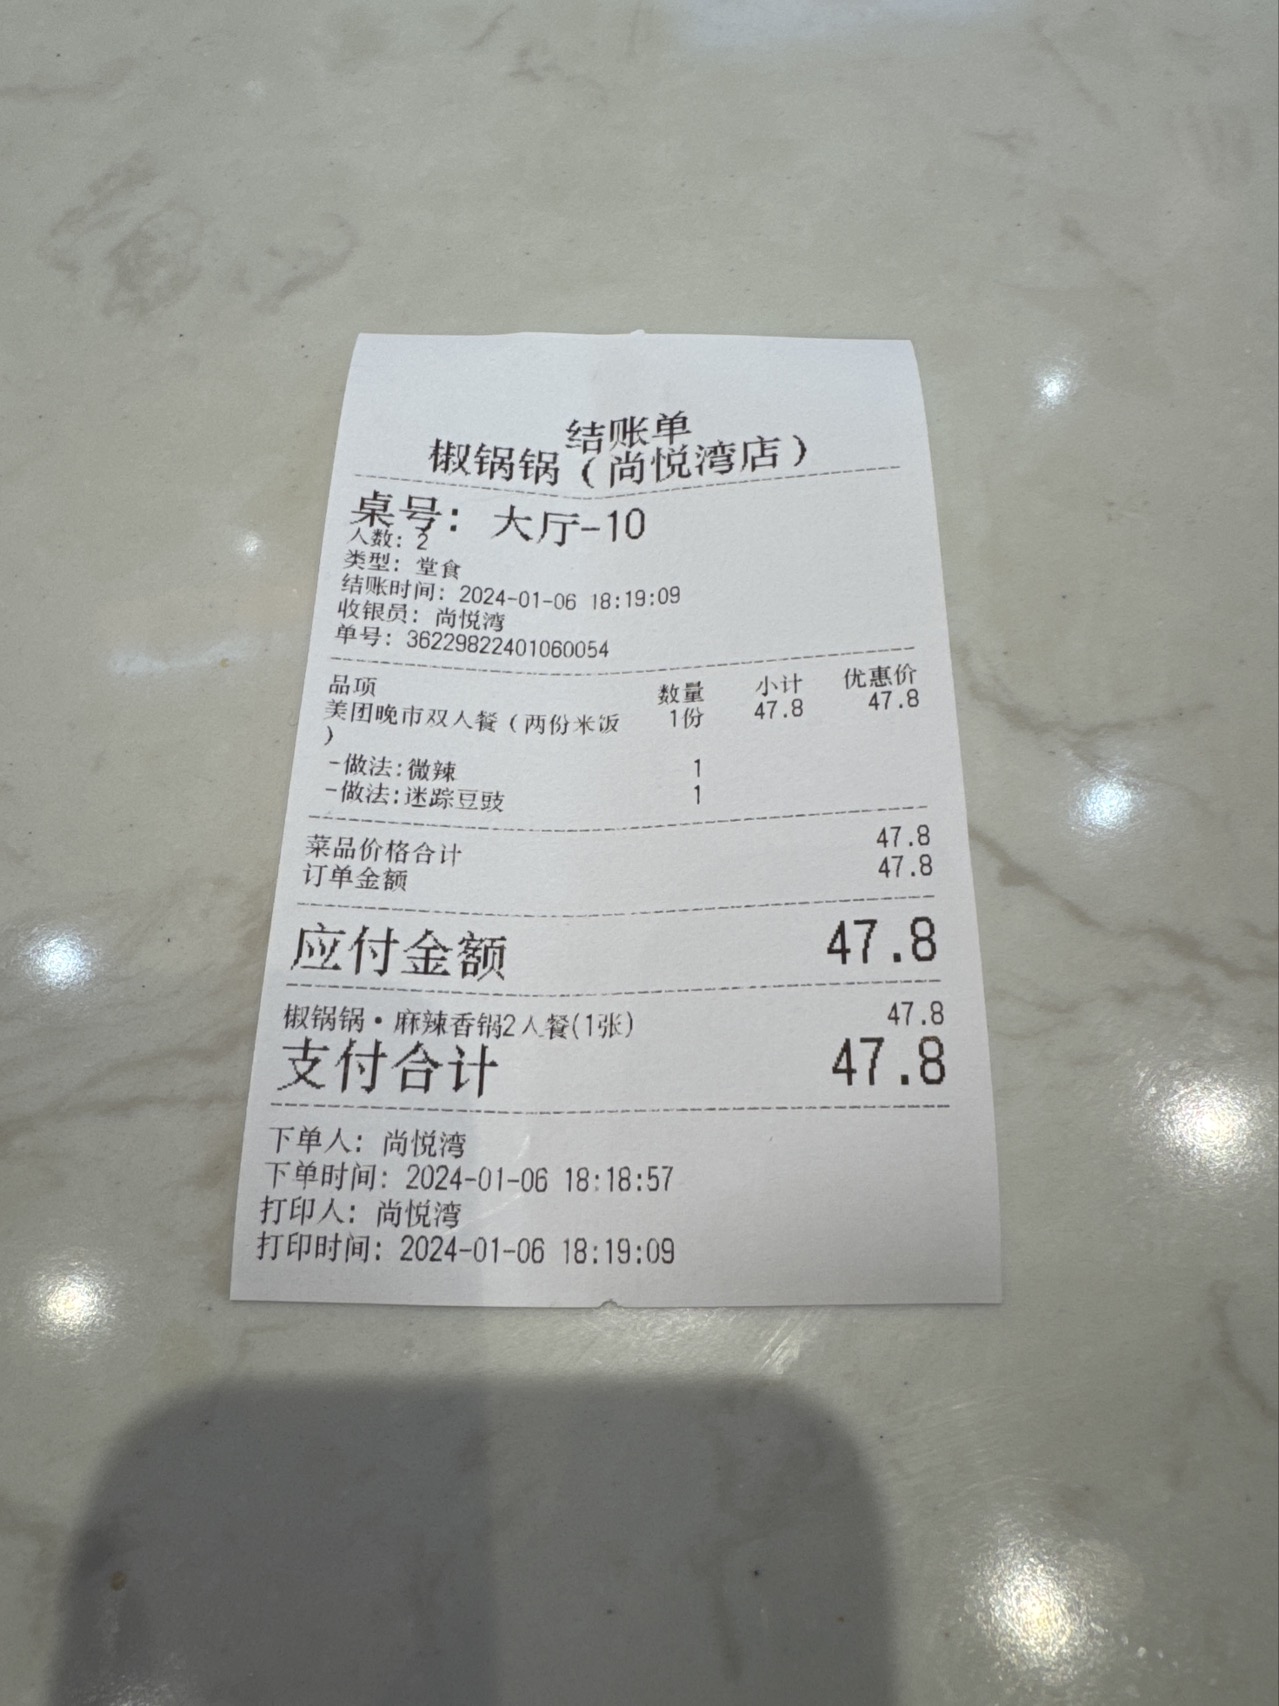 结账单
椒锅锅（尚悦湾店）
桌号：大厅-10
人数：2
类型：堂食
结账时间：2024-01-06 18:19:09
收银员：尚悦湾
单号：36229822401060054
品项 数量 小计 优惠价
美团晚市双人餐（两份米饭 1份 47.8 47.8
）
-做法:微辣 1
-做法:迷踪豆豉 1
菜品价格合计 47.8
订单金额 47.8
应付金额 47.8
椒锅锅•麻辣香锅2人餐(1张) 47.8
支付合计 47.8
下单人：尚悦湾
下单时间：2024-01-06 18:18:57
打印人：尚悦湾
打印时间：2024-01-06 18:19:09